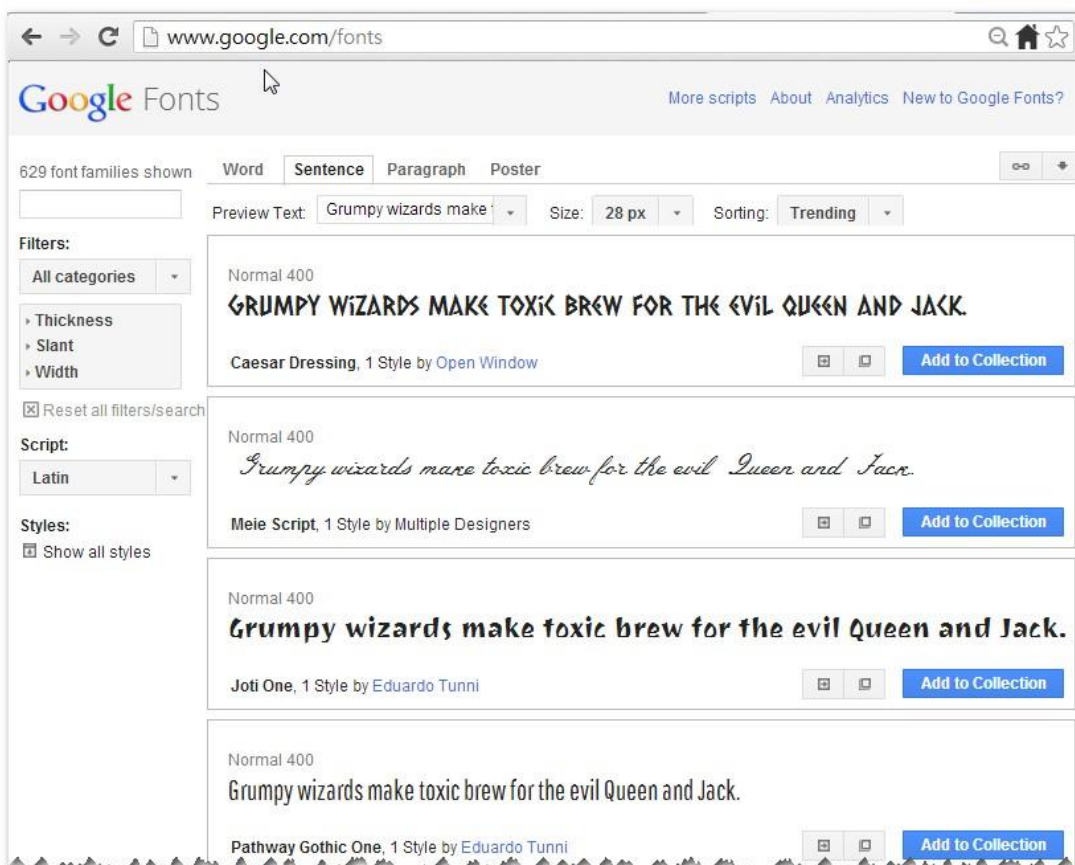 www.google.com/fonts
Google Fonts
More scripts About Analytics New to Google Fonts?
629 font families shown
Word Sentence Paragraph Poster
Preview Text: Grumpy wizards make Size: 28 px Sorting: Trending
Filters:
All categories
Thickness
Slant
Width
Reset all filters/search
Script:
Latin
Styles:
Show all styles
Normal 400
GRUMPY WiZARDS MAKE TOXiC BREW FOR THE EViL QUEEN AND JACK.
Caesar Dressing, 1 Style by Open Window
Add to Collection
Normal 400
Grumpy wizards make toxic brew for the evil Queen and Jack.
Meie Script, 1 Style by Multiple Designers
Add to Collection
Normal 400
Grumpy wizards make toxic brew for the evil Queen and Jack.
Joti One, 1 Style by Eduardo Tunni
Add to Collection
Normal 400
Grumpy wizards make toxic brew for the evil Queen and Jack.
Pathway Gothic One, 1 Style by Eduardo Tunni
Add to Collection